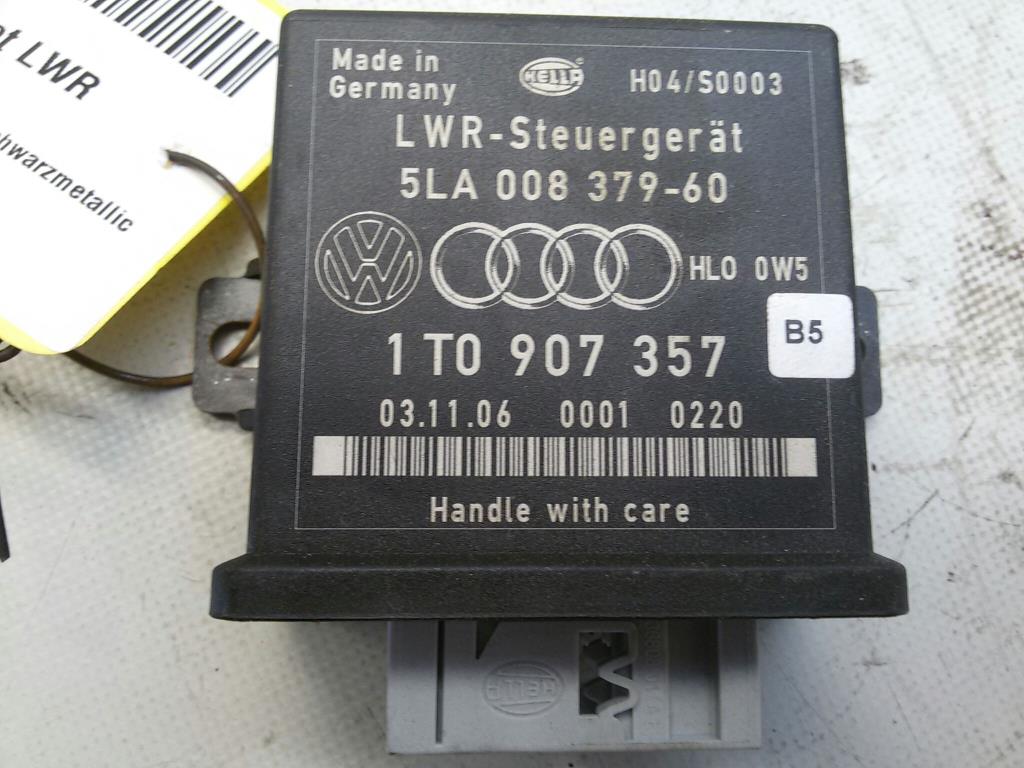 LWR
Made in
Germany
HELLA
H04/S0003
LWR-Steuergerät
5LA 008 379-60
HLO 0W5
1T0 907 357
B5
03.11.06 0001 0220
Handle with care
HELLA